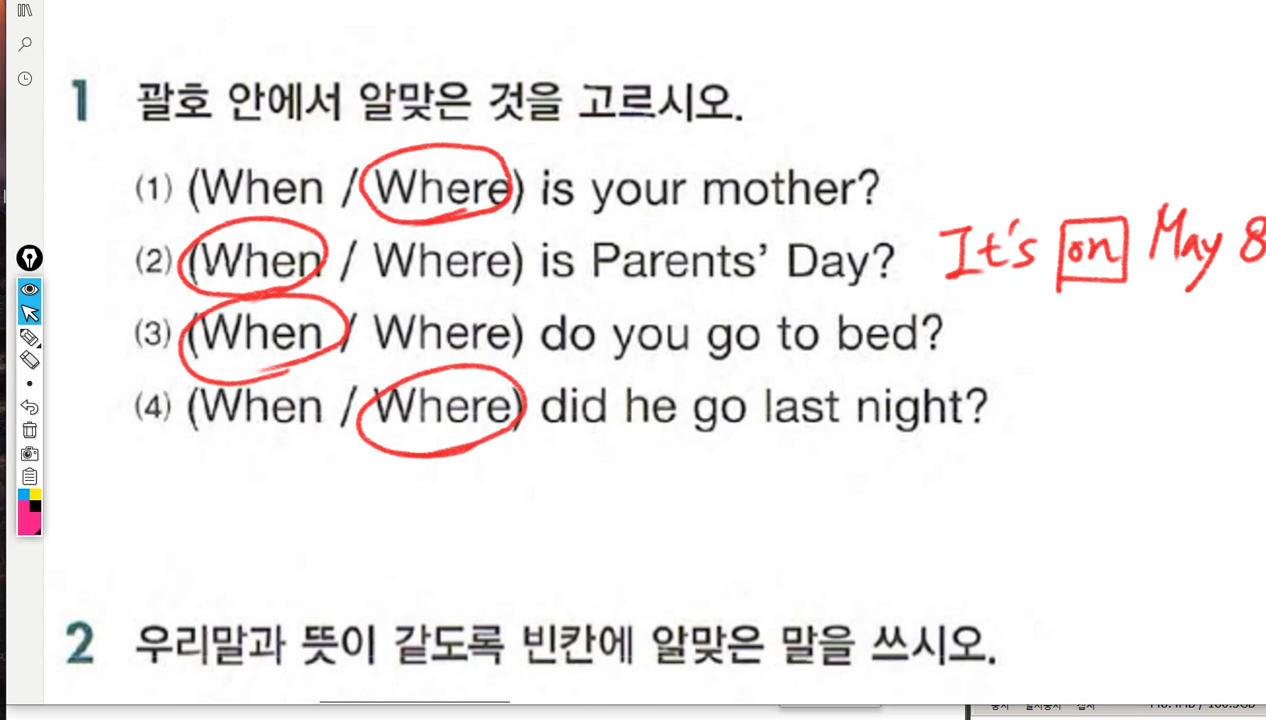 1 괄호 안에서 알맞은 것을 고르시오.
(1) (When / Where) is your mother?
(2) (When / Where) is Parents' Day? It's on May 8
(3) (When / Where) do you go to bed?
(4) (When / Where) did he go last night?
2 우리말과 뜻이 같도록 빈칸에 알맞은 말을 쓰시오.